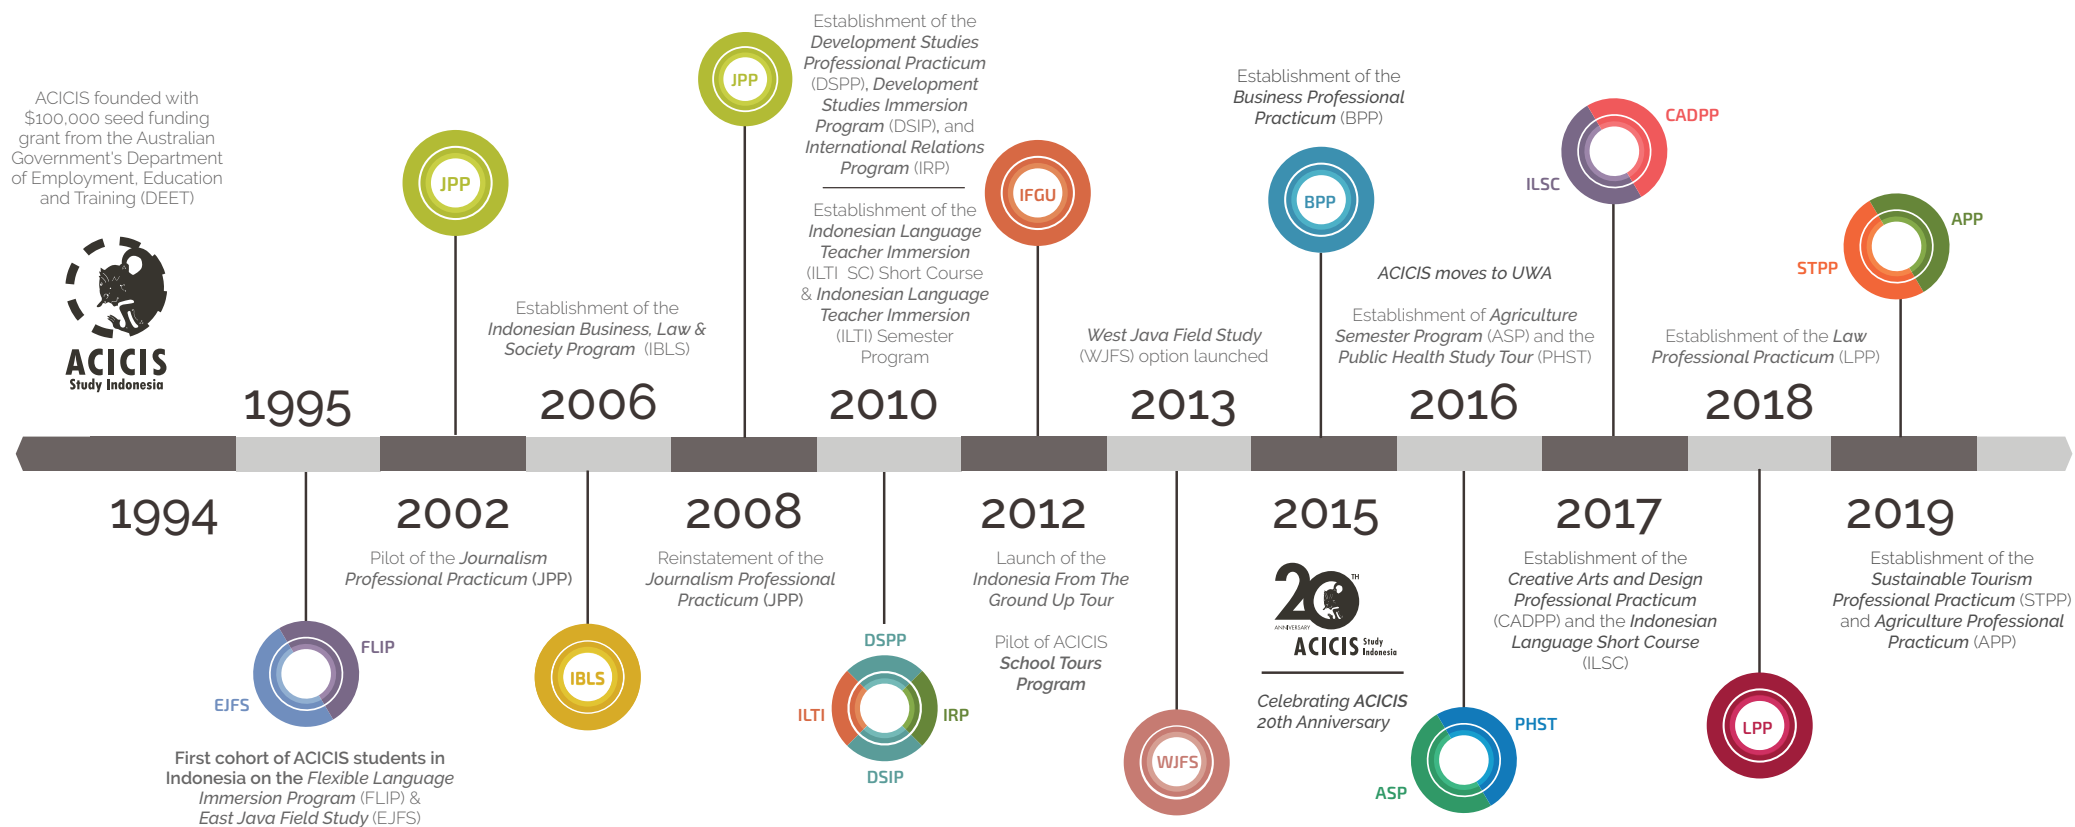 ACICIS founded with
$100,000 seed funding
grant from the Australian
Government's Department
of Employment, Education
and Training (DEET)
ACICIS
Study Indonesia
1994
1995
EJFS
FLIP
First cohort of ACICIS students in
Indonesia on the Flexible Language
Immersion Program (FLIP) &
East Java Field Study (EJFS)
JPP
2002
Pilot of the Journalism
Professional Practicum (JPP)
Establishment of the
Indonesian Business, Law &
Society Program (IBLS)
2006
IBLS
JPP
2008
Reinstatement of the
Journalism Professional
Practicum (JPP)
Establishment of the
Development Studies
Professional Practicum
(DSPP), Development
Studies Immersion
Program (DSIP), and
International Relations
Program (IRP)
Establishment of the
Indonesian Language
Teacher Immersion
(ILTI SC) Short Course
& Indonesian Language
Teacher Immersion
(ILTI) Semester
Program
2010
DSPP
ILTI
IRP
DSIP
IFGU
2012
Launch of the
Indonesia From The
Ground Up Tour
Pilot of ACICIS
School Tours
Program
West Java Field Study
(WJFS) option launched
2013
WJFS
Establishment of the
Business Professional
Practicum (BPP)
BPP
2015
20TH
ANNIVERSARY
ACICIS Study
Indonesia
Celebrating ACICIS
20th Anniversary
ACICIS moves to UWA
Establishment of Agriculture
Semester Program (ASP) and the
Public Health Study Tour (PHST)
2016
PHST
ASP
CADPP
ILSC
2017
Establishment of the
Creative Arts and Design
Professional Practicum
(CADPP) and the Indonesian
Language Short Course
(ILSC)
Establishment of the Law
Professional Practicum (LPP)
2018
LPP
APP
STPP
2019
Establishment of the
Sustainable Tourism
Professional Practicum (STPP)
and Agriculture Professional
Practicum (APP)